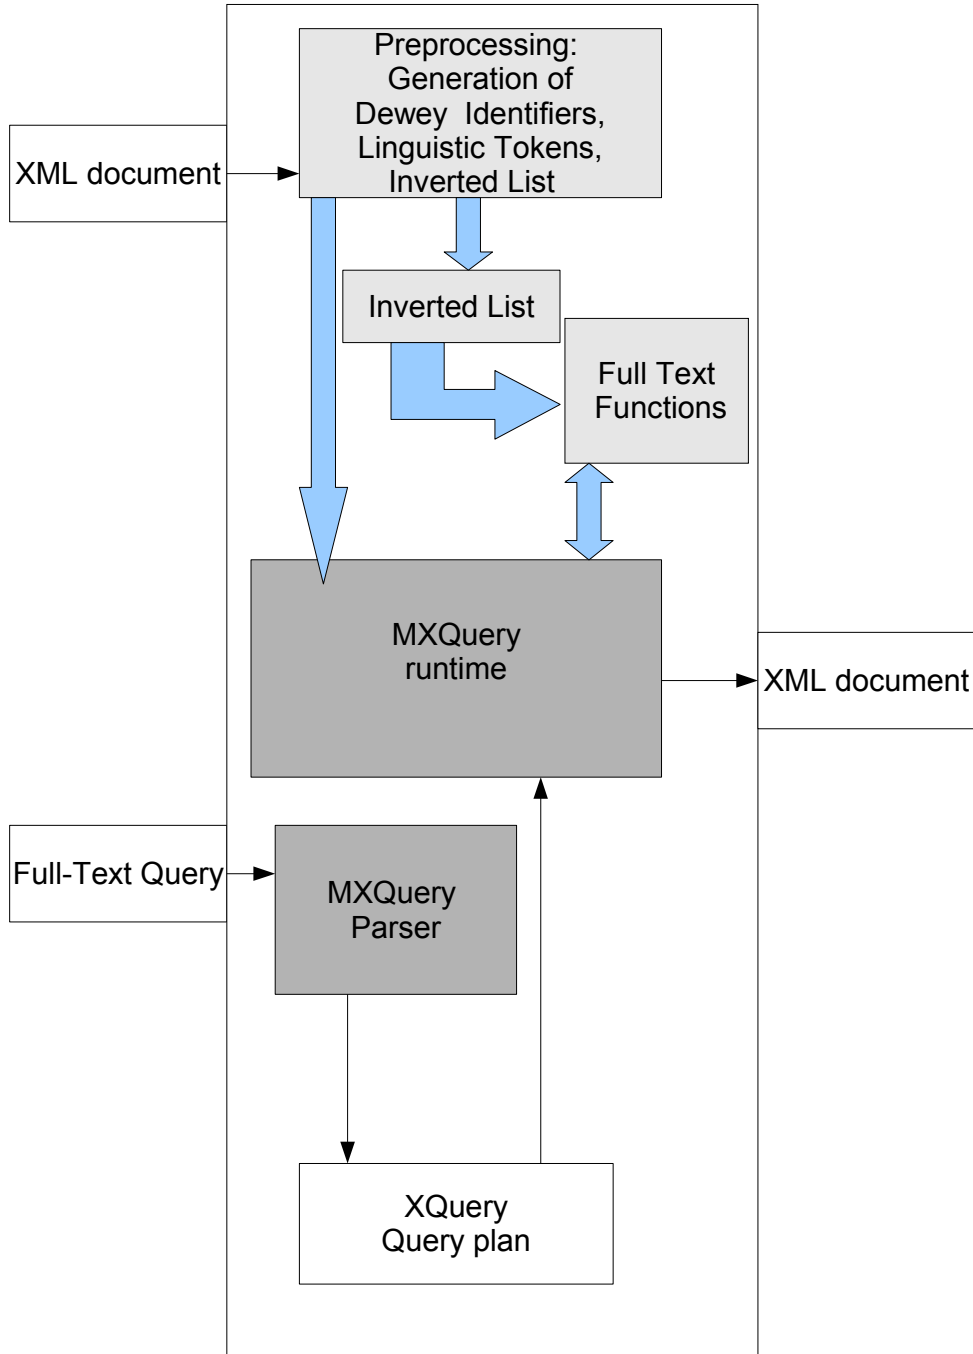 Preprocessing:
Generation of
Dewey Identifiers,
Linguistic Tokens,
Inverted List
XML document
Inverted List
Full Text
Functions
MXQuery
runtime
XML document
Full-Text Query
MXQuery
Parser
XQuery
Query plan